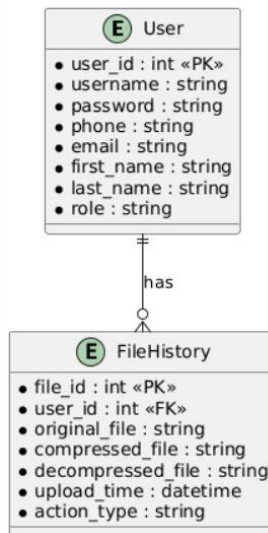 E User
user_id : int «PK»
username : string
password : string
phone : string
email : string
first_name : string
last_name : string
role : string
has
E FileHistory
file_id : int «PK»
user_id : int «FK»
original_file : string
compressed_file : string
decompressed_file : string
upload_time : datetime
action_type : string